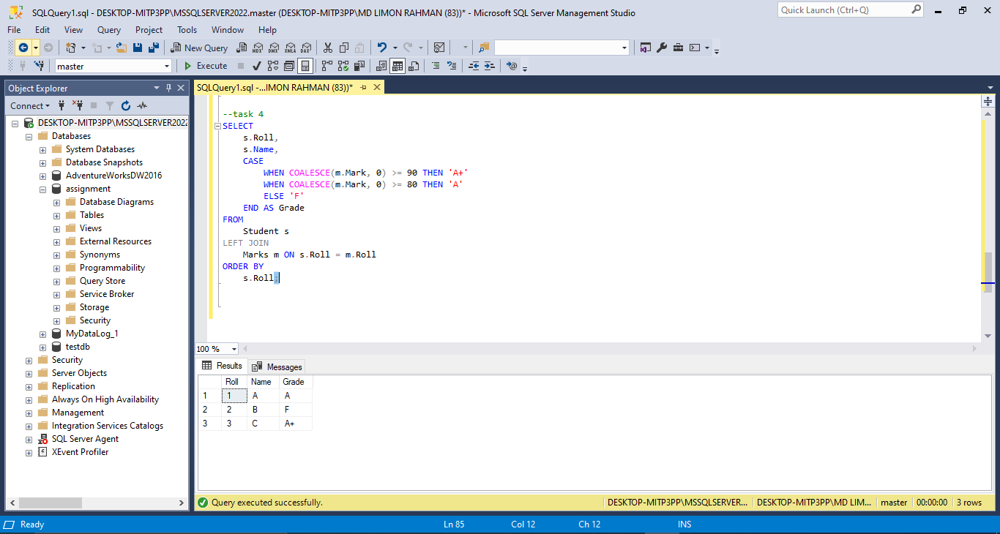 SQLQuery1.sql - DESKTOP-MITP3PP\MSSQLSERVER2022.master (DESKTOP-MITP3PP\MD LIMON RAHMAN (83))* - Microsoft SQL Server Management Studio
Quick Launch (Ctrl+Q)
File Edit View Query Project Tools Window Help
New Query MDX DMX XMLA DAX
master Execute
Object Explorer
SQLQuery1.sql -...IMON RAHMAN (83))*
Connect
DESKTOP-MITP3PP\MSSQLSERVER2022
Databases
System Databases
Database Snapshots
AdventureWorksDW2016
assignment
Database Diagrams
Tables
Views
External Resources
Synonyms
Programmability
Query Store
Service Broker
Storage
Security
MyDataLog_1
testdb
Security
Server Objects
Replication
Always On High Availability
Management
Integration Services Catalogs
SQL Server Agent
XEvent Profiler
--task 4
SELECT
s.Roll,
s.Name,
CASE
WHEN COALESCE(m.Mark, 0) >= 90 THEN 'A+'
WHEN COALESCE(m.Mark, 0) >= 80 THEN 'A'
ELSE 'F'
END AS Grade
FROM
Student s
LEFT JOIN
Marks m ON s.Roll = m.Roll
ORDER BY
s.Roll;
100 %
Results Messages
Roll Name Grade
1 1 A A
2 2 B F
3 3 C A+
Query executed successfully.
DESKTOP-MITP3PP\MSSQLSERVER... DESKTOP-MITP3PP\MD LIM... master 00:00:00 3 rows
Ready Ln 85 Col 12 Ch 12 INS